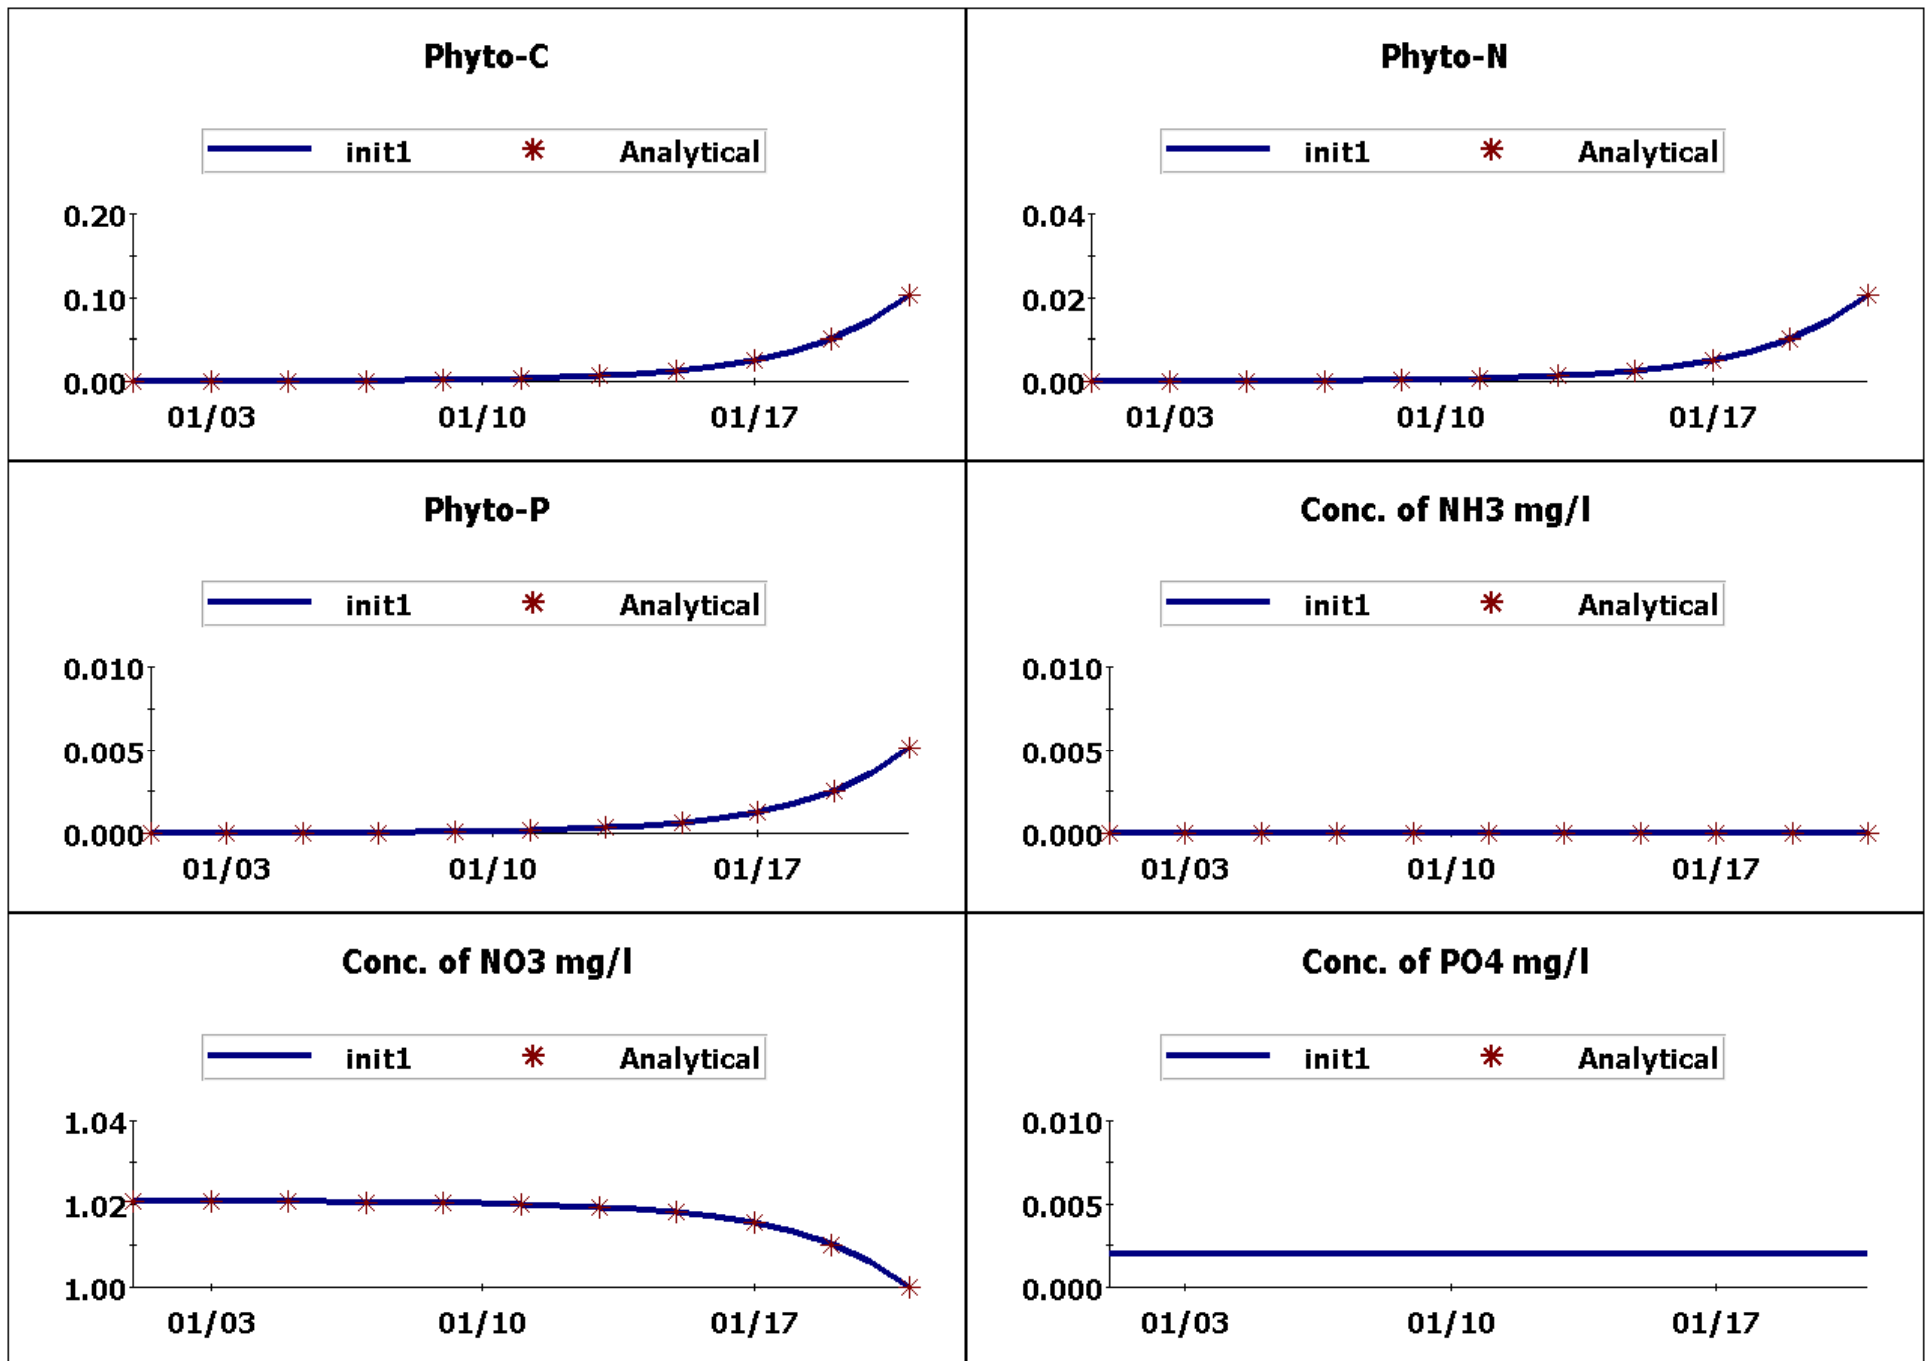 Phyto-C
init1 Analytical
0.20
0.10
0.00
01/03 01/10 01/17
Phyto-N
init1 Analytical
0.04
0.02
0.00
01/03 01/10 01/17
Phyto-P
init1 Analytical
0.010
0.005
0.000
01/03 01/10 01/17
Conc. of NH3 mg/l
init1 Analytical
0.010
0.005
0.000
01/03 01/10 01/17
Conc. of NO3 mg/l
init1 Analytical
1.04
1.02
1.00
01/03 01/10 01/17
Conc. of PO4 mg/l
init1 Analytical
0.010
0.005
0.000
01/03 01/10 01/17